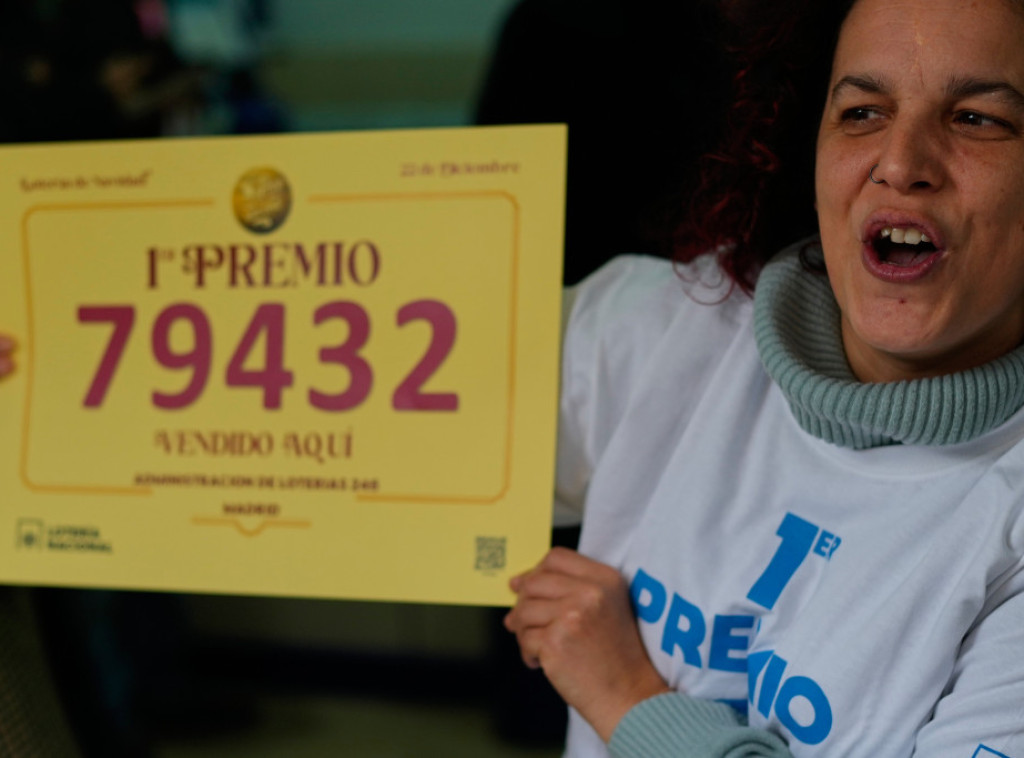 Lotería de Navidad
22 de Diciembre
1er PREMIO
79432
VENDIDO AQUÍ
ADMINISTRACION DE LOTERIAS 240
MADRID
LOTERÍA
NACIONAL
1ER
PREMIO